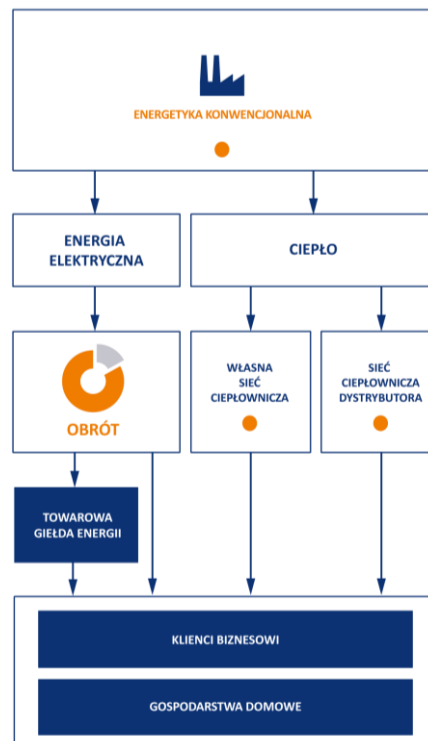 ENERGETYKA KONWENCJONALNA
ENERGIA
ELEKTRYCZNA
CIEPŁO
OBRÓT
WŁASNA
SIEĆ
CIEPŁOWNICZA
SIEĆ
CIEPŁOWNICZA
DYSTRYBUTORA
TOWAROWA
GIEŁDA ENERGII
KLIENCI BIZNESOWI
GOSPODARSTWA DOMOWE